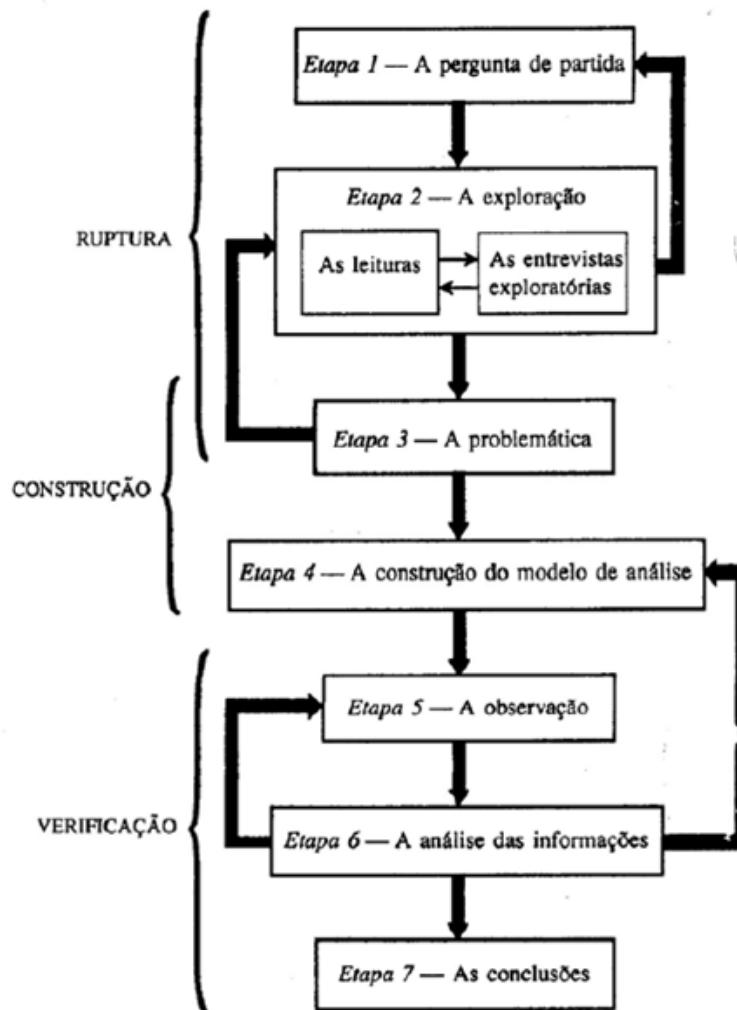 Etapa 1 — A pergunta de partida
Etapa 2 — A exploração
RUPTURA
As leituras
As entrevistas
exploratórias
Etapa 3 — A problemática
CONSTRUÇÃO
Etapa 4 — A construção do modelo de análise
Etapa 5 — A observação
VERIFICAÇÃO
Etapa 6 — A análise das informações
Etapa 7 — As conclusões